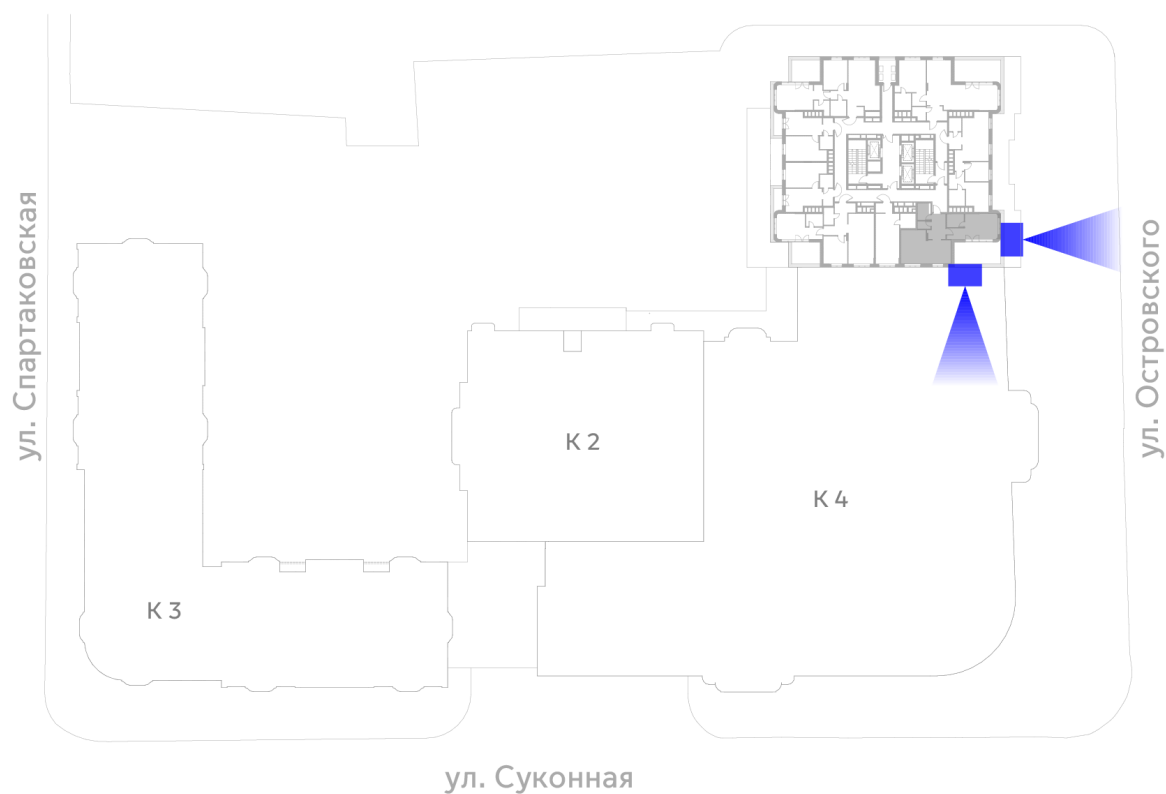 ул. Спартаковская
ул. Островского
К 2
К 4
К 3
ул. Суконная